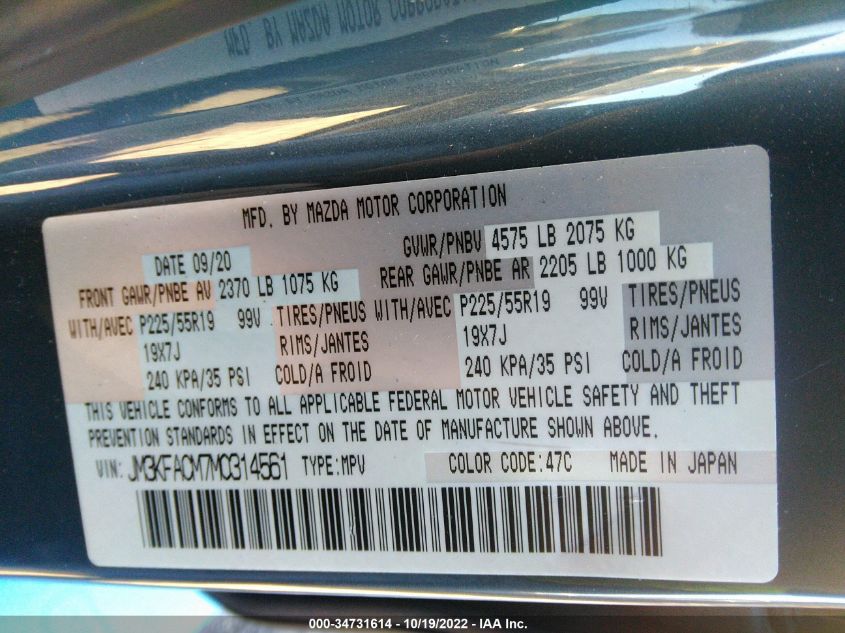 MFD. BY MAZDA MOTOR CORPORATION
DATE 09/20
GVWR/PNBV 4575 LB 2075 KG
FRONT GAWR/PNBE AV 2370 LB 1075 KG
REAR GAWR/PNBE AR 2205 LB 1000 KG
WITH/AVEC P225/55R19 99V TIRES/PNEUS WITH/AVEC P225/55R19 99V TIRES/PNEUS
19X7J RIMS/JANTES 19X7J RIMS/JANTES
240 KPA/35 PSI COLD/A FROID 240 KPA/35 PSI COLD/A FROID
THIS VEHICLE CONFORMS TO ALL APPLICABLE FEDERAL MOTOR VEHICLE SAFETY AND THEFT
PREVENTION STANDARDS IN EFFECT ON THE DATE OF MANUFACTURE SHOWN ABOVE.
VIN: JM3KFACM7M0314561 TYPE:MPV COLOR CODE:47C MADE IN JAPAN
000-34731614 - 10/19/2022 - IAA Inc.